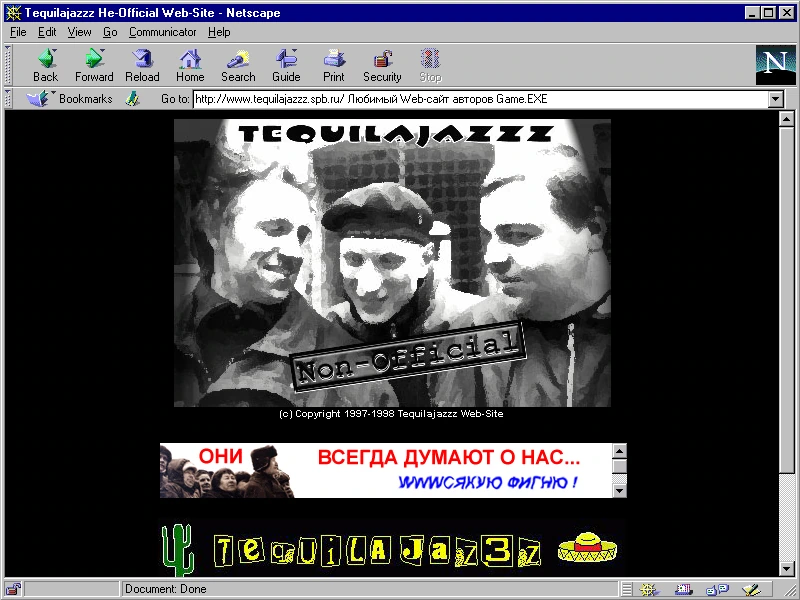 Tequilajazzz He-Official Web-Site - Netscape
File Edit View Go Communicator Help
Back Forward Reload Home Search Guide Print Security Stop
N
Bookmarks Go to: http://www.tequilajazzz.spb.ru/ Любимый Web-сайт авторов Game.EXE
TEQUILAJAZZZ
Non-Official
(c) Copyright 1997-1998 Tequilajazzz Web-Site
ОНИ ВСЕГДА ДУМАЮТ О НАС...
WWWСЯКУЮ ФИГНЮ !
TequiLAJazZz
Document: Done